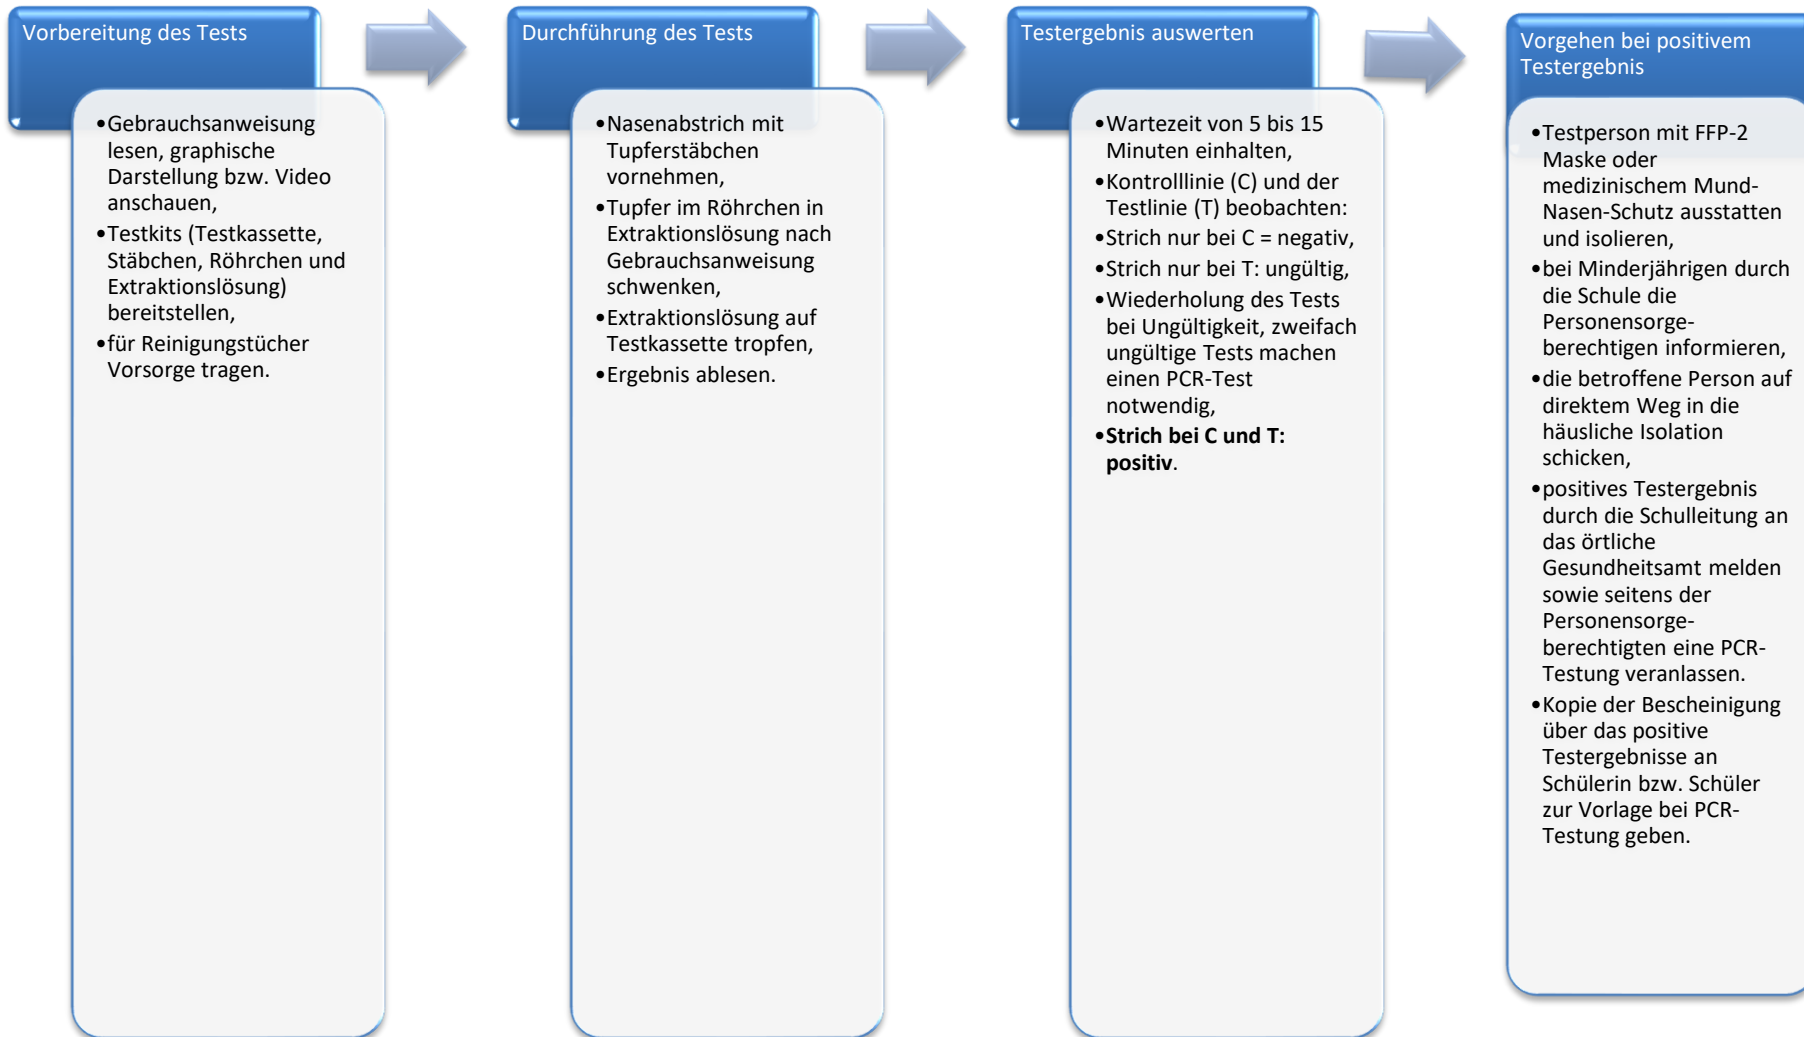 Vorbereitung des Tests
•Gebrauchsanweisung
lesen, graphische
Darstellung bzw. Video
anschauen,
•Testkits (Testkassette,
Stäbchen, Röhrchen und
Extraktionslösung)
bereitstellen,
•für Reinigungstücher
Vorsorge tragen.
Durchführung des Tests
•Nasenabstrich mit
Tupferstäbchen
vornehmen,
•Tupfer im Röhrchen in
Extraktionslösung nach
Gebrauchsanweisung
schwenken,
•Extraktionslösung auf
Testkassette tropfen,
•Ergebnis ablesen.
Testergebnis auswerten
•Wartezeit von 5 bis 15
Minuten einhalten,
•Kontrolllinie (C) und der
Testlinie (T) beobachten:
•Strich nur bei C = negativ,
•Strich nur bei T: ungültig,
•Wiederholung des Tests
bei Ungültigkeit, zweifach
ungültige Tests machen
einen PCR-Test
notwendig,
•Strich bei C und T:
positiv.
Vorgehen bei positivem
Testergebnis
•Testperson mit FFP-2
Maske oder
medizinischem Mund-
Nasen-Schutz ausstatten
und isolieren,
•bei Minderjährigen durch
die Schule die
Personensorge-
berechtigen informieren,
•die betroffene Person auf
direktem Weg in die
häusliche Isolation
schicken,
•positives Testergebnis
durch die Schulleitung an
das örtliche
Gesundheitsamt melden
sowie seitens der
Personensorge-
berechtigten eine PCR-
Testung veranlassen.
•Kopie der Bescheinigung
über das positive
Testergebnisse an
Schülerin bzw. Schüler
zur Vorlage bei PCR-
Testung geben.